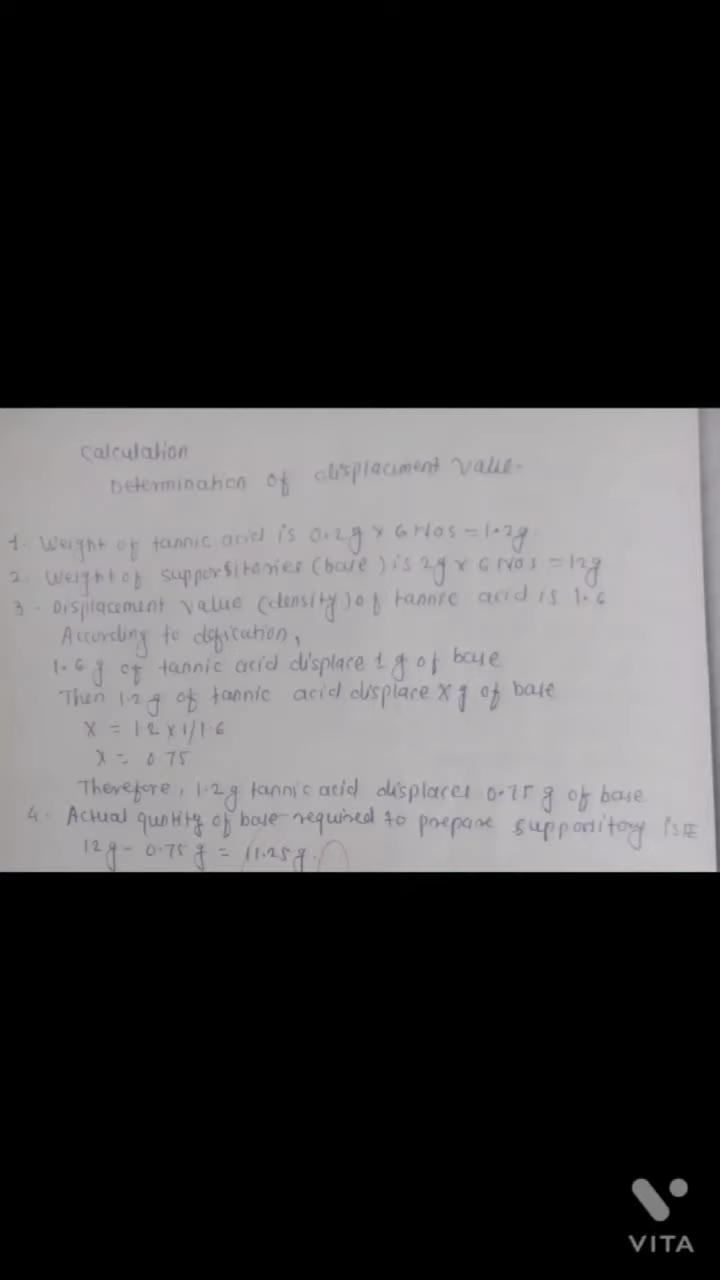 Calculation
Determination of displacment value.
1. Weight of tannic acid is 0.2g x 6 Nos = 1.2g
2. Weight of suppositories (base) is 2g x 6 Nos = 12g
3. Displacement value (density) of tannic acid is 1.6
According to defication,
1.6 g of tannic acid displace 1 g of base
Then 1.2 g of tannic acid displace x g of base
X = 1.2 x 1/1.6
X = 0.75
Therefore, 1.2g tannic acid displaces 0.75 g of base
4. Actual quntity of base required to prepare suppository is
12g - 0.75 g = 11.25g.
VITA